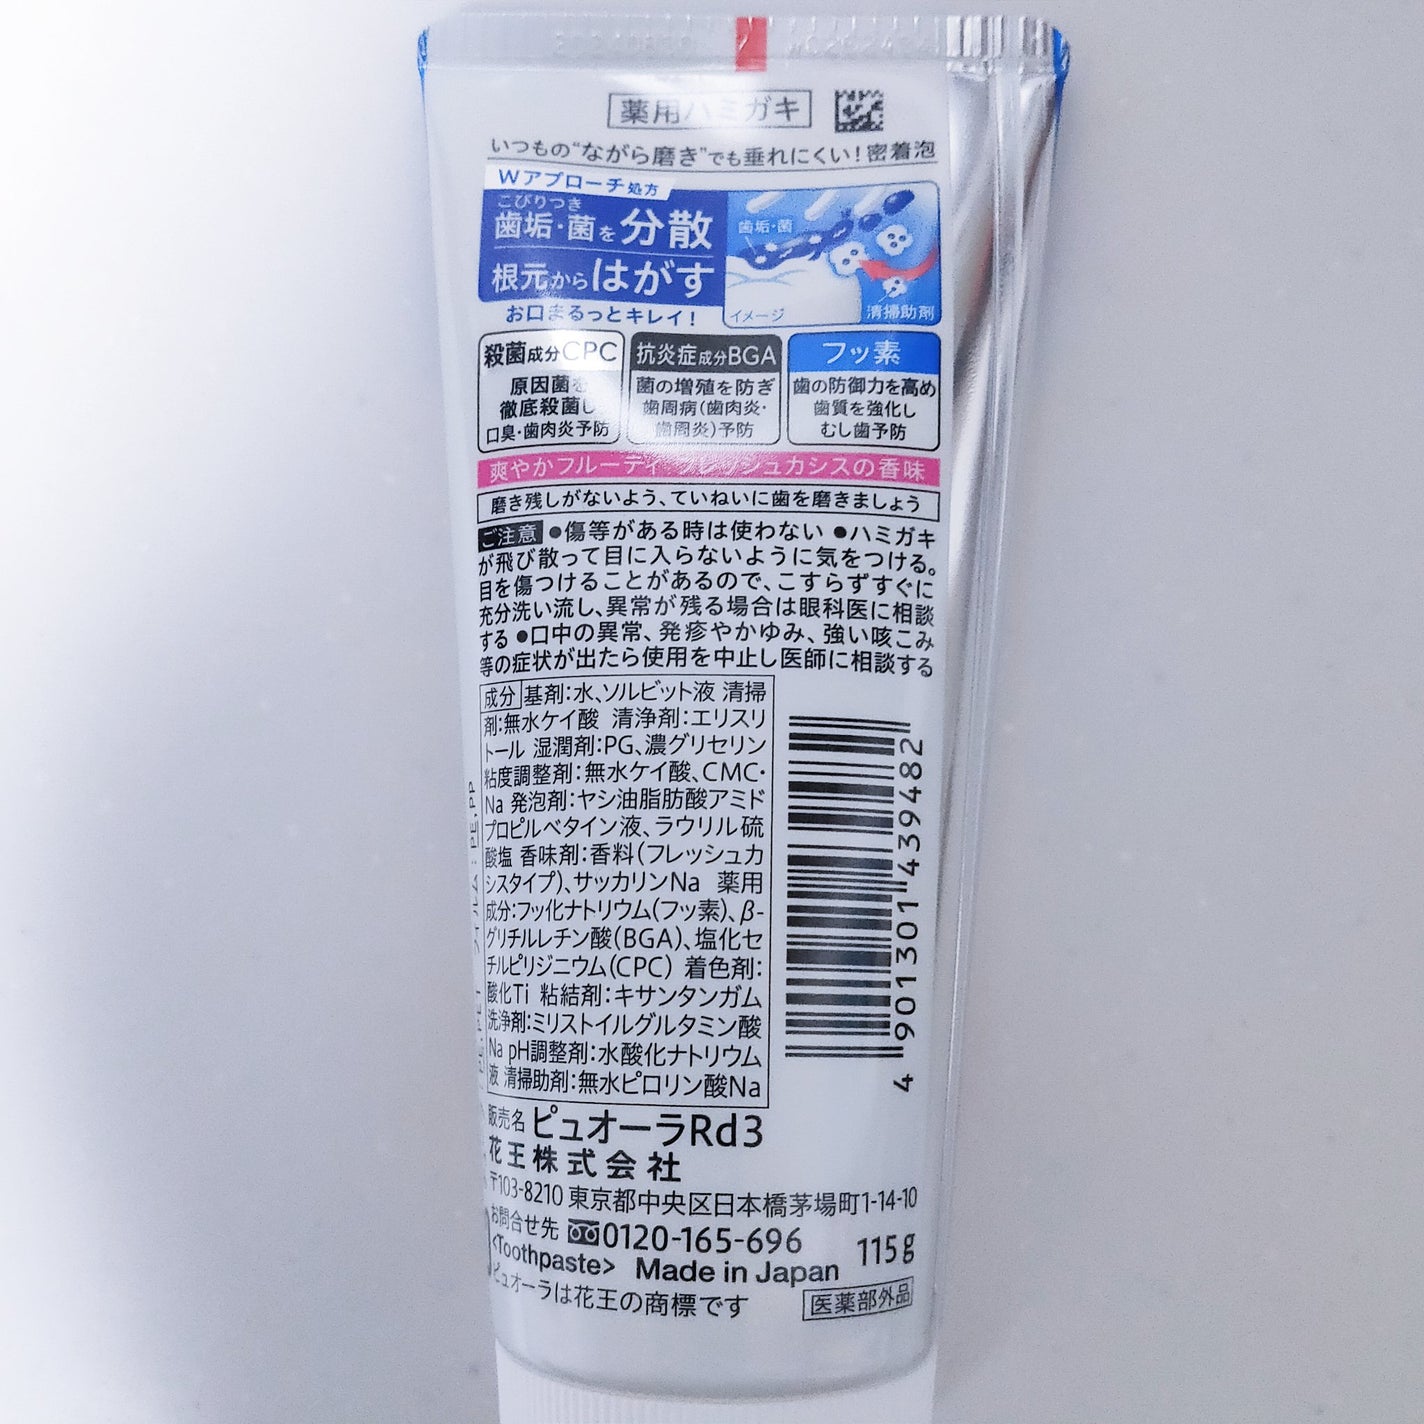 薬用ハミガキ
いつもの"ながら磨き"でも垂れにくい!密着泡
Wアプローチ処方
こびりつき
歯垢・菌を分散
根元からはがす
お口まるっとキレイ!
歯垢・菌
イメージ
清掃助剤
殺菌成分CPC
原因菌を
徹底殺菌し
口臭・歯肉炎予防
抗炎症成分BGA
菌の増殖を防ぎ
歯周病(歯肉炎・
歯周炎)予防
フッ素
歯の防御力を高め
歯質を強化し
むし歯予防
爽やかフルーティ フレッシュカシスの香味
磨き残しがないよう、ていねいに歯を磨きましょう
ご注意 ●傷等がある時は使わない ●ハミガキ
が飛び散って目に入らないように気をつける。
目を傷つけることがあるので、こすらずすぐに
充分洗い流し、異常が残る場合は眼科医に相談
する ●口中の異常、発疹やかゆみ、強い咳こみ
等の症状が出たら使用を中止し医師に相談する
成分 基剤:水、ソルビット液 清掃
剤:無水ケイ酸 清浄剤:エリスリ
トール 湿潤剤:PG、濃グリセリン
粘度調整剤:無水ケイ酸、CMC・
Na 発泡剤:ヤシ油脂肪酸アミド
プロピルベタイン液、ラウリル硫
酸塩 香味剤:香料(フレッシュカ
シスタイプ)、サッカリンNa 薬用
成分:フッ化ナトリウム(フッ素)、β-
グリチルレチン酸(BGA)、塩化セ
チルピリジニウム(CPC) 着色剤:
酸化Ti 粘結剤:キサンタンガム
洗浄剤:ミリストイルグルタミン酸
Na pH調整剤:水酸化ナトリウム
液 清掃助剤:無水ピロリン酸Na
4 901301 439482
販売名 ピュオーラRd3
花王株式会社
〒103-8210 東京都中央区日本橋茅場町1-14-10
お問合せ先 0120-165-696
115g
<Toothpaste> Made in Japan
ピュオーラは花王の商標です
医薬部外品
PE,PP